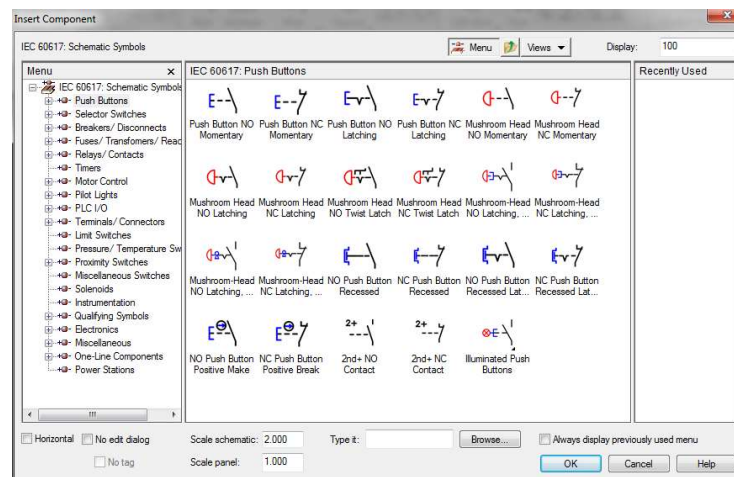 Insert Component
IEC 60617: Schematic Symbols
Menu
Views
Display:
100
Menu
x
IEC 60617: Schematic Symbols
Push Buttons
Selector Switches
Breakers/ Disconnects
Fuses/ Transfomers/ Reac
Relays/ Contacts
Timers
Motor Control
Pilot Lights
PLC I/O
Terminals/ Connectors
Limit Switches
Pressure/ Temperature Sw
Proximity Switches
Miscellaneous Switches
Solenoids
Instrumentation
Qualifying Symbols
Electronics
Miscellaneous
One-Line Components
Power Stations
IEC 60617: Push Buttons
Push Button NO
Momentary
Push Button NC
Momentary
Push Button NO
Latching
Push Button NC
Latching
Mushroom Head
NO Momentary
Mushroom Head
NC Momentary
Mushroom Head
NO Latching
Mushroom Head
NC Latching
Mushroom Head
NO Twist Latch
Mushroom Head
NC Twist Latch
Mushroom Head
NO Latching, ...
Mushroom Head
NC Latching, ...
Mushroom-Head
NO Latching, ...
Mushroom-Head
NC Latching, ...
NO Push Button
Recessed
NC Push Button
Recessed
NO Push Button
Recessed Lat...
NC Push Button
Recessed Lat...
NO Push Button
Positive Make
NC Push Button
Positive Break
2+
2nd+ NO
Contact
2+
2nd+ NC
Contact
Illuminated Push
Buttons
Recently Used
Horizontal
No edit dialog
No tag
Scale schematic:
2.000
Scale panel:
1.000
Type it:
Browse...
Always display previously used menu
OK
Cancel
Help